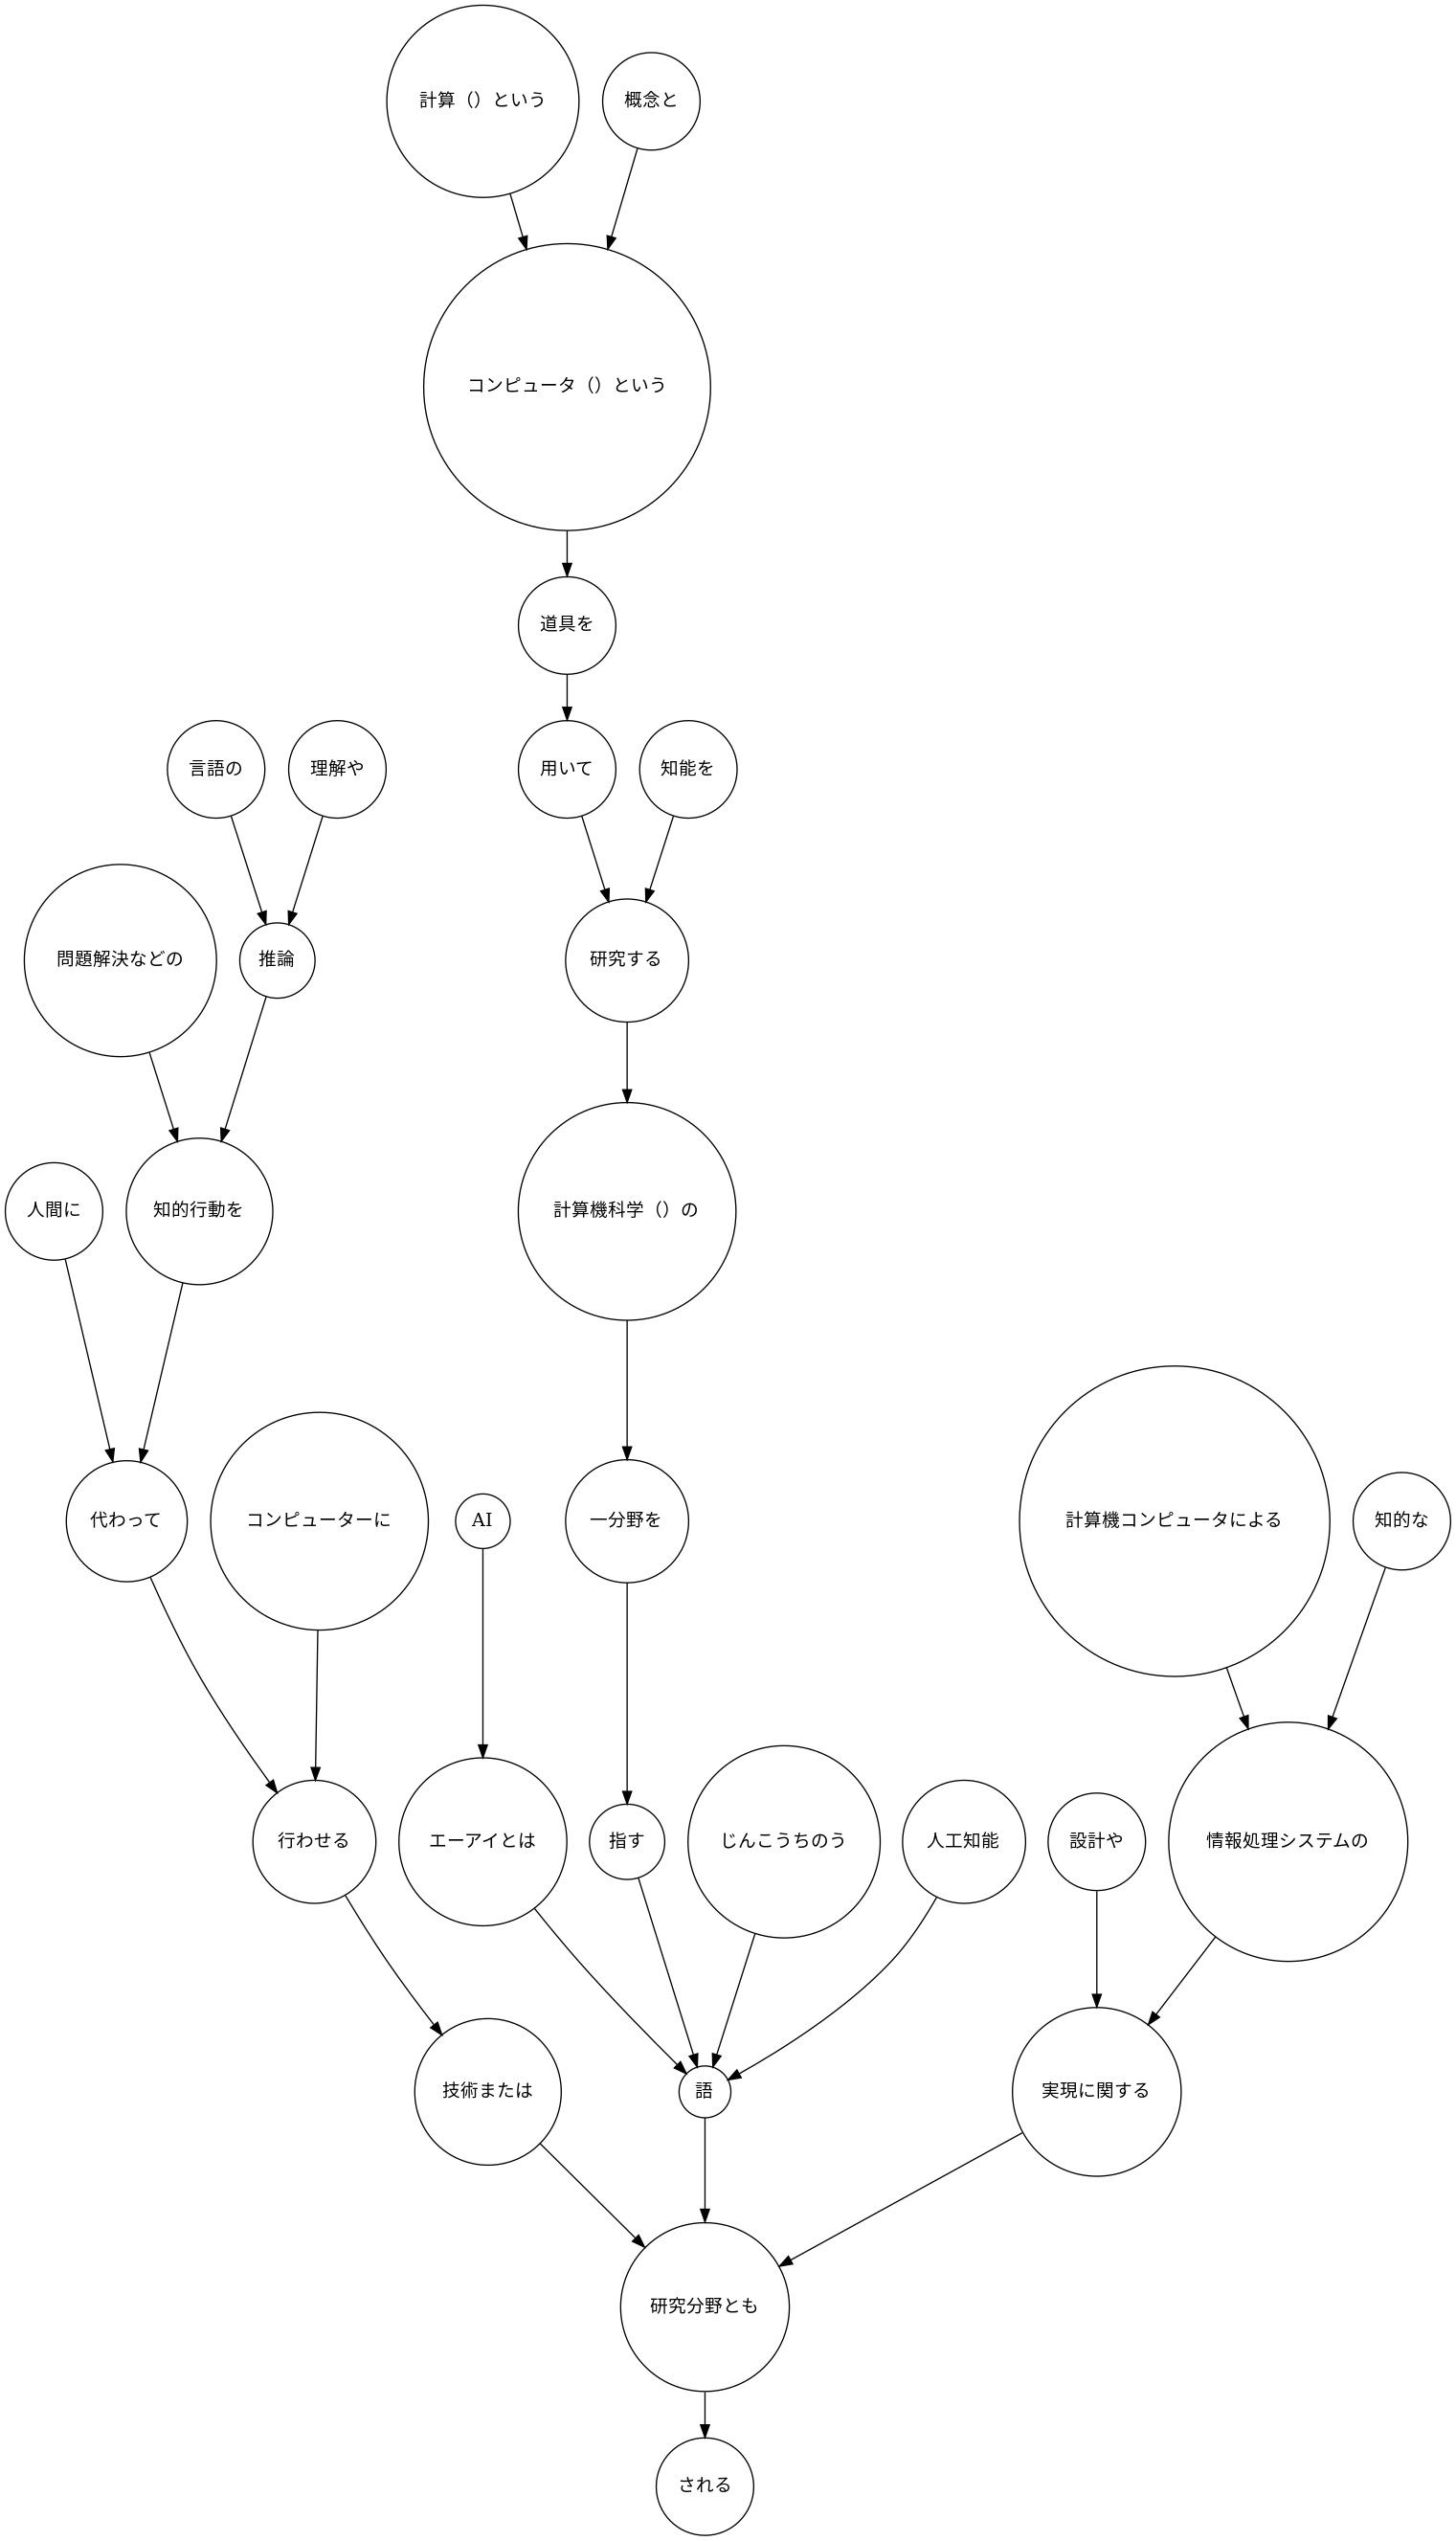 計算（）という
概念と
コンピュータ（）という
道具を
言語の
理解や
用いて
知能を
問題解決などの
推論
研究する
人間に
知的行動を
計算機科学（）の
代わって
コンピューターに
AI
一分野を
計算機コンピュータによる
知的な
行わせる
エーアイとは
指す
じんこうちのう
人工知能
設計や
情報処理システムの
技術または
語
実現に関する
研究分野とも
される